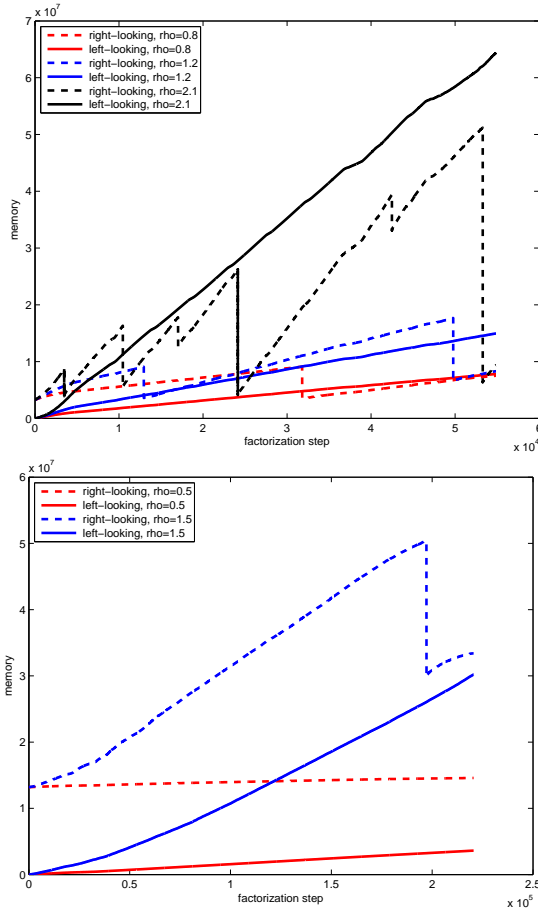 x 10^7
7
6
5
4
3
2
1
0
memory
right−looking, rho=0.8
left−looking, rho=0.8
right−looking, rho=1.2
left−looking, rho=1.2
right−looking, rho=2.1
left−looking, rho=2.1
0 1 2 3 4 5 6
x 10^4
factorization step
x 10^7
6
5
4
3
2
1
0
memory
right−looking, rho=0.5
left−looking, rho=0.5
right−looking, rho=1.5
left−looking, rho=1.5
0 0.5 1 1.5 2 2.5
x 10^5
factorization step